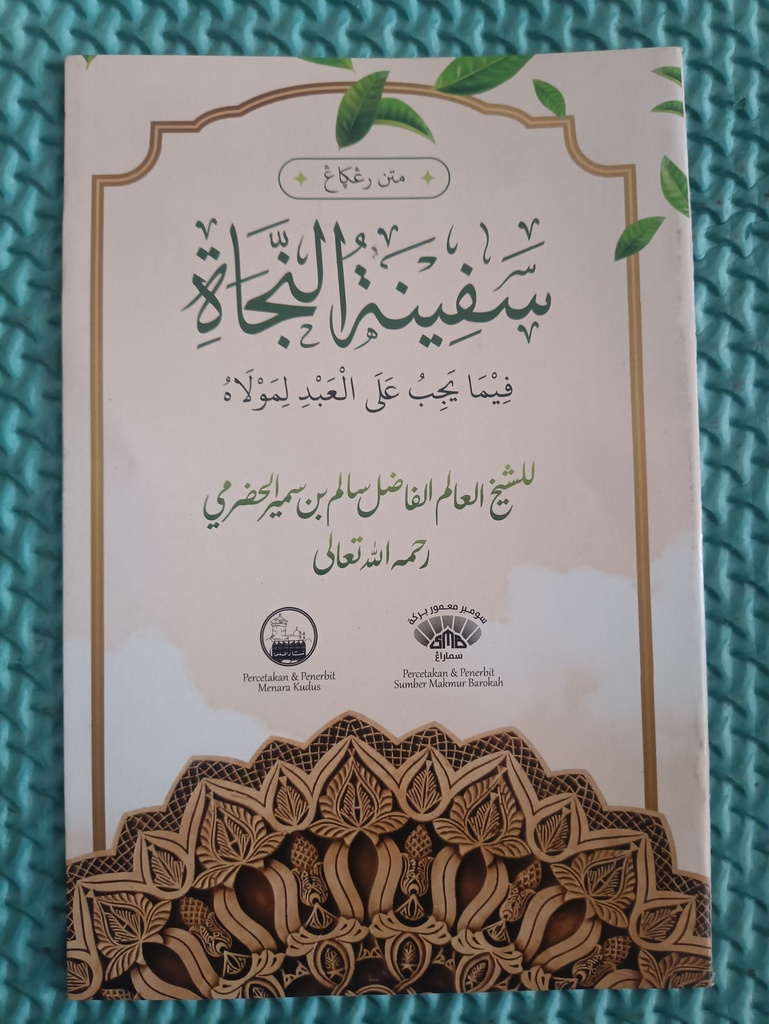 متن رڠكاڠ
سَفِينَةُ النَّجَاةِ
فِيْمَا يَجِبُ عَلَى الْعَبْدِ لِمَوْلَاهُ
للشيخ العالم الفاضل سالم بن سمير الحضرمي
رحمه الله تعالى
Percetakan & Penerbit
Menara Kudus
سومبر معمور بركة
SMB
سماراڠ
Percetakan & Penerbit
Sumber Makmur Barokah